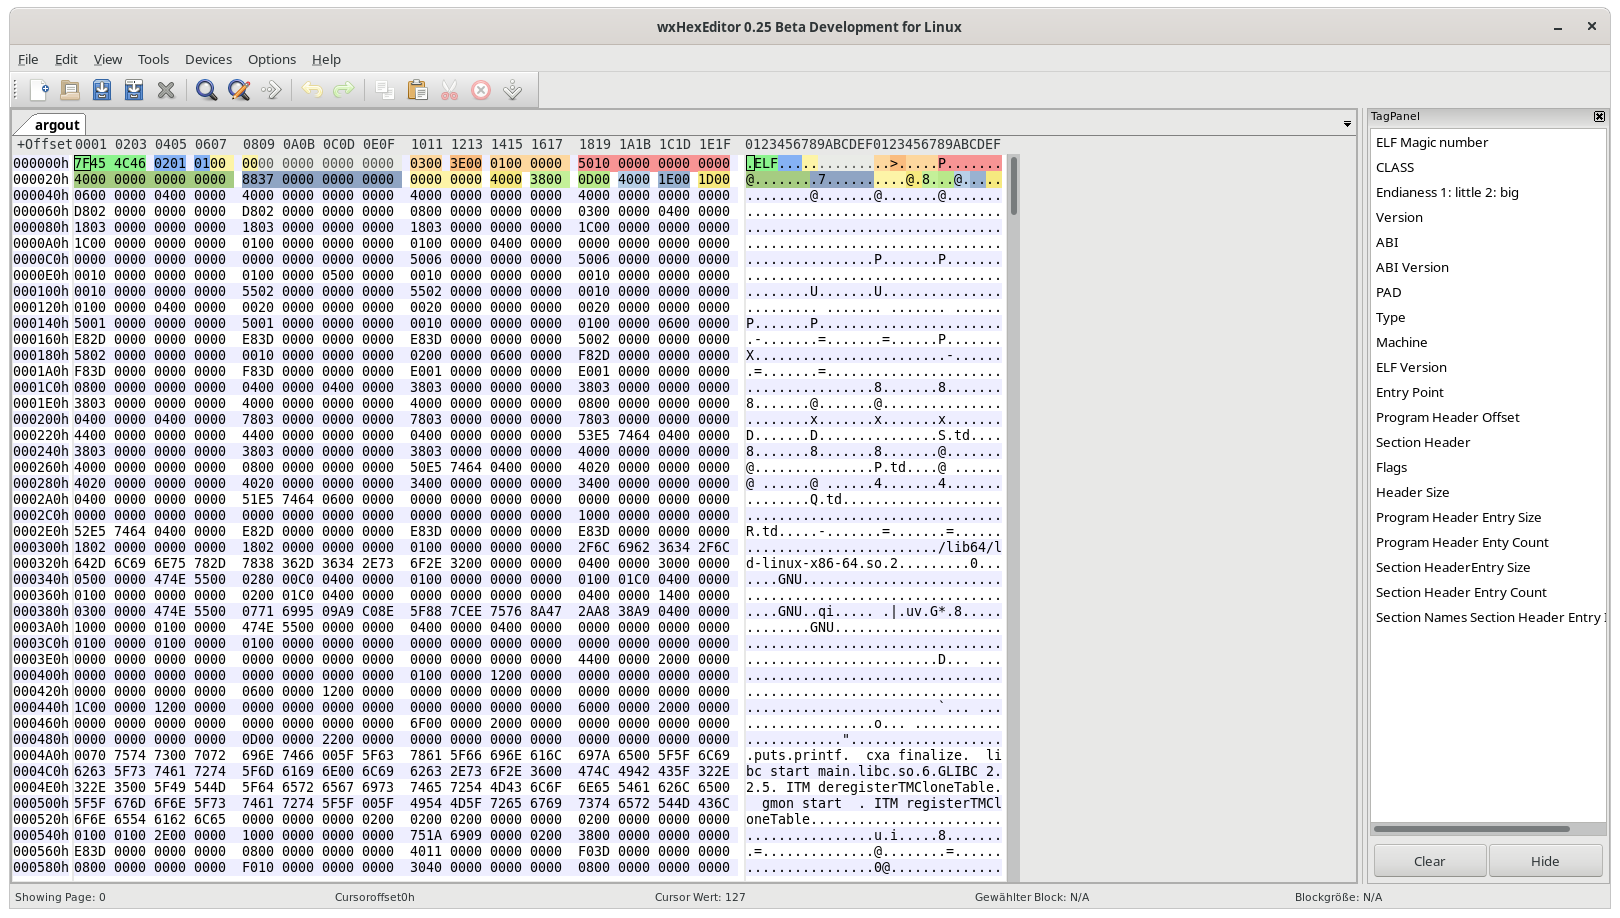 wxHexEditor 0.25 Beta Development for Linux
File Edit View Tools Devices Options Help
argout
+Offset 0001 0203 0405 0607 0809 0A0B 0C0D 0E0F 1011 1213 1415 1617 1819 1A1B 1C1D 1E1F 0123456789ABCDEF0123456789ABCDEF
000000h 7F45 4C46 0201 0100 0000 0000 0000 0000 0300 3E00 0100 0000 5010 0000 0000 0000 .ELF..............>.....P.......
000020h 4000 0000 0000 0000 8837 0000 0000 0000 0000 0000 4000 3800 0D00 4000 1E00 1D00 @........7..........@.8...@.....
000040h 0600 0000 0400 0000 4000 0000 0000 0000 4000 0000 0000 0000 4000 0000 0000 0000 ........@.......@.......@.......
000060h D802 0000 0000 0000 D802 0000 0000 0000 0800 0000 0000 0000 0300 0000 0400 0000 ................................
000080h 1803 0000 0000 0000 1803 0000 0000 0000 1803 0000 0000 0000 1C00 0000 0000 0000 ................................
0000A0h 1C00 0000 0000 0000 0100 0000 0000 0000 0100 0000 0400 0000 0000 0000 0000 0000 ................................
0000C0h 0000 0000 0000 0000 0000 0000 0000 0000 5006 0000 0000 0000 5006 0000 0000 0000 ................P.......P.......
0000E0h 0010 0000 0000 0000 0100 0000 0500 0000 0010 0000 0000 0000 0010 0000 0000 0000 ................................
000100h 0010 0000 0000 0000 5502 0000 0000 0000 5502 0000 0000 0000 0010 0000 0000 0000 ........U.......U...............
000120h 0100 0000 0400 0000 0020 0000 0000 0000 0020 0000 0000 0000 0020 0000 0000 0000 ......... ....... ....... ......
000140h 5001 0000 0000 0000 5001 0000 0000 0000 0010 0000 0000 0000 0100 0000 0600 0000 P.......P.......................
000160h E82D 0000 0000 0000 E83D 0000 0000 0000 E83D 0000 0000 0000 5002 0000 0000 0000 .-.......=.......=......P.......
000180h 5802 0000 0000 0000 0010 0000 0000 0000 0200 0000 0600 0000 F82D 0000 0000 0000 X........................-......
0001A0h F83D 0000 0000 0000 F83D 0000 0000 0000 E001 0000 0000 0000 E001 0000 0000 0000 .=.......=......................
0001C0h 0800 0000 0000 0000 0400 0000 0400 0000 3803 0000 0000 0000 3803 0000 0000 0000 ................8.......8.......
0001E0h 3803 0000 0000 0000 4000 0000 0000 0000 4000 0000 0000 0000 0800 0000 0000 0000 8.......@.......@...............
000200h 0400 0000 0400 0000 7803 0000 0000 0000 7803 0000 0000 0000 7803 0000 0000 0000 ........x.......x.......x.......
000220h 4400 0000 0000 0000 4400 0000 0000 0000 0400 0000 0000 0000 53E5 7464 0400 0000 D.......D...............S.td....
000240h 3803 0000 0000 0000 3803 0000 0000 0000 3803 0000 0000 0000 4000 0000 0000 0000 8.......8.......8.......@.......
000260h 4000 0000 0000 0000 0800 0000 0000 0000 50E5 7464 0400 0000 4020 0000 0000 0000 @...............P.td....@ ......
000280h 4020 0000 0000 0000 4020 0000 0000 0000 3400 0000 0000 0000 3400 0000 0000 0000 @ ......@ ......4.......4.......
0002A0h 0400 0000 0000 0000 51E5 7464 0600 0000 0000 0000 0000 0000 0000 0000 0000 0000 ........Q.td....................
0002C0h 0000 0000 0000 0000 0000 0000 0000 0000 0000 0000 0000 0000 1000 0000 0000 0000 ................................
0002E0h 52E5 7464 0400 0000 E82D 0000 0000 0000 E83D 0000 0000 0000 E83D 0000 0000 0000 R.td.....-.......=.......=......
000300h 1802 0000 0000 0000 1802 0000 0000 0000 0100 0000 0000 0000 2F6C 6962 3634 2F6C ......................../lib64/l
000320h 642D 6C69 6E75 782D 7838 362D 3634 2E73 6F2E 3200 0000 0000 0400 0000 3000 0000 d-linux-x86-64.so.2.........0...
000340h 0500 0000 474E 5500 0280 00C0 0400 0000 0100 0000 0000 0000 0100 01C0 0400 0000 ....GNU.........................
000360h 0100 0000 0000 0000 0200 01C0 0400 0000 0000 0000 0000 0000 0400 0000 1400 0000 ................................
000380h 0300 0000 474E 5500 0771 6995 09A9 C08E 5F88 7CEE 7576 8A47 2AA8 38A9 0400 0000 ....GNU..qi..... .|.uv.G*.8.....
0003A0h 1000 0000 0100 0000 474E 5500 0000 0000 0400 0000 0400 0000 0000 0000 0000 0000 ........GNU.....................
0003C0h 0100 0000 0100 0000 0100 0000 0000 0000 0000 0000 0000 0000 0000 0000 0000 0000 ................................
0003E0h 0000 0000 0000 0000 0000 0000 0000 0000 0000 0000 0000 0000 4400 0000 2000 0000 ........................D... ...
000400h 0000 0000 0000 0000 0000 0000 0000 0000 0100 0000 1200 0000 0000 0000 0000 0000 ................................
000420h 0000 0000 0000 0000 0600 0000 1200 0000 0000 0000 0000 0000 0000 0000 0000 0000 ................................
000440h 1C00 0000 1200 0000 0000 0000 0000 0000 0000 0000 0000 0000 6000 0000 2000 0000 ........................`... ...
000460h 0000 0000 0000 0000 0000 0000 0000 0000 6F00 0000 2000 0000 0000 0000 0000 0000 ................o... ...........
000480h 0000 0000 0000 0000 0D00 0000 2200 0000 0000 0000 0000 0000 0000 0000 0000 0000 ............"...................
0004A0h 0070 7574 7300 7072 696E 7466 005F 5F63 7861 5F66 696E 616C 697A 6500 5F5F 6C69 .puts.printf.  cxa finalize.  li
0004C0h 6263 5F73 7461 7274 5F6D 6169 6E00 6C69 6263 2E73 6F2E 3600 474C 4942 435F 322E bc start main.libc.so.6.GLIBC 2.
0004E0h 322E 3500 5F49 544D 5F64 6572 6567 6973 7465 7254 4D43 6C6F 6E65 5461 626C 6500 2.5. ITM deregisterTMCloneTable.
000500h 5F5F 676D 6F6E 5F73 7461 7274 5F5F 005F 4954 4D5F 7265 6769 7374 6572 544D 436C   gmon start  . ITM registerTMCl
000520h 6F6E 6554 6162 6C65 0000 0000 0000 0200 0200 0200 0000 0000 0200 0000 0000 0000 oneTable........................
000540h 0100 0100 2E00 0000 1000 0000 0000 0000 751A 6909 0000 0200 3800 0000 0000 0000 ................u.i.....8.......
000560h E83D 0000 0000 0000 0800 0000 0000 0000 4011 0000 0000 0000 F03D 0000 0000 0000 .=..............@........=......
000580h 0800 0000 0000 0000 F010 0000 0000 0000 3040 0000 0000 0000 0800 0000 0000 0000 ................0@..............
TagPanel
ELF Magic number
CLASS
Endianess 1: little 2: big
Version
ABI
ABI Version
PAD
Type
Machine
ELF Version
Entry Point
Program Header Offset
Section Header
Flags
Header Size
Program Header Entry Size
Program Header Enty Count
Section HeaderEntry Size
Section Header Entry Count
Section Names Section Header Entry
Clear Hide
Showing Page: 0 Cursoroffset0h Cursor Wert: 127 Gewählter Block: N/A Blockgröße: N/A